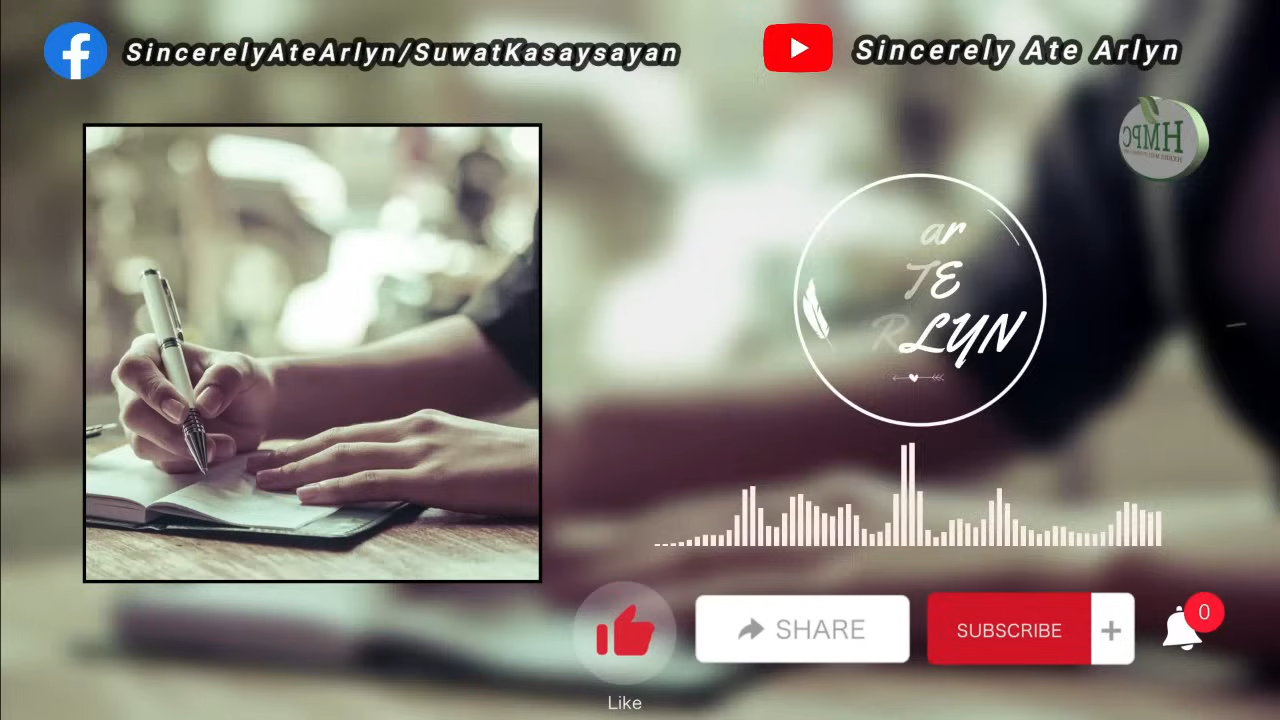 SincerelyAteArlyn/SuwatKasaysayan
Sincerely Ate Arlyn
HMPC
ar
TE
RLYN
SHARE
SUBSCRIBE
0
Like